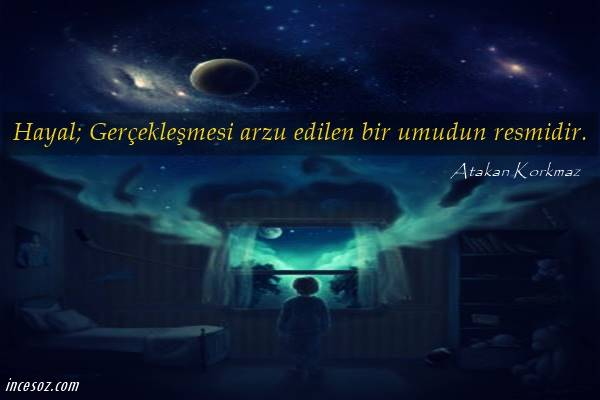 Hayal; Gerçekleşmesi arzu edilen bir umudun resmidir.
Atakan Korkmaz
incesoz.com